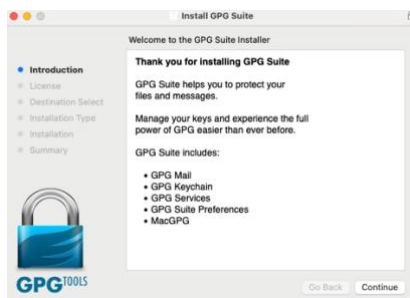 Install GPG Suite
Welcome to the GPG Suite Installer
Introduction
License
Destination Select
Installation Type
Installation
Summary
Thank you for installing GPG Suite
GPG Suite helps you to protect your
files and messages.
Manage your keys and experience the full
power of GPG easier than ever before.
GPG Suite includes:
• GPG Mail
• GPG Keychain
• GPG Services
• GPG Suite Preferences
• MacGPG
GPGTOOLS
Go Back
Continue